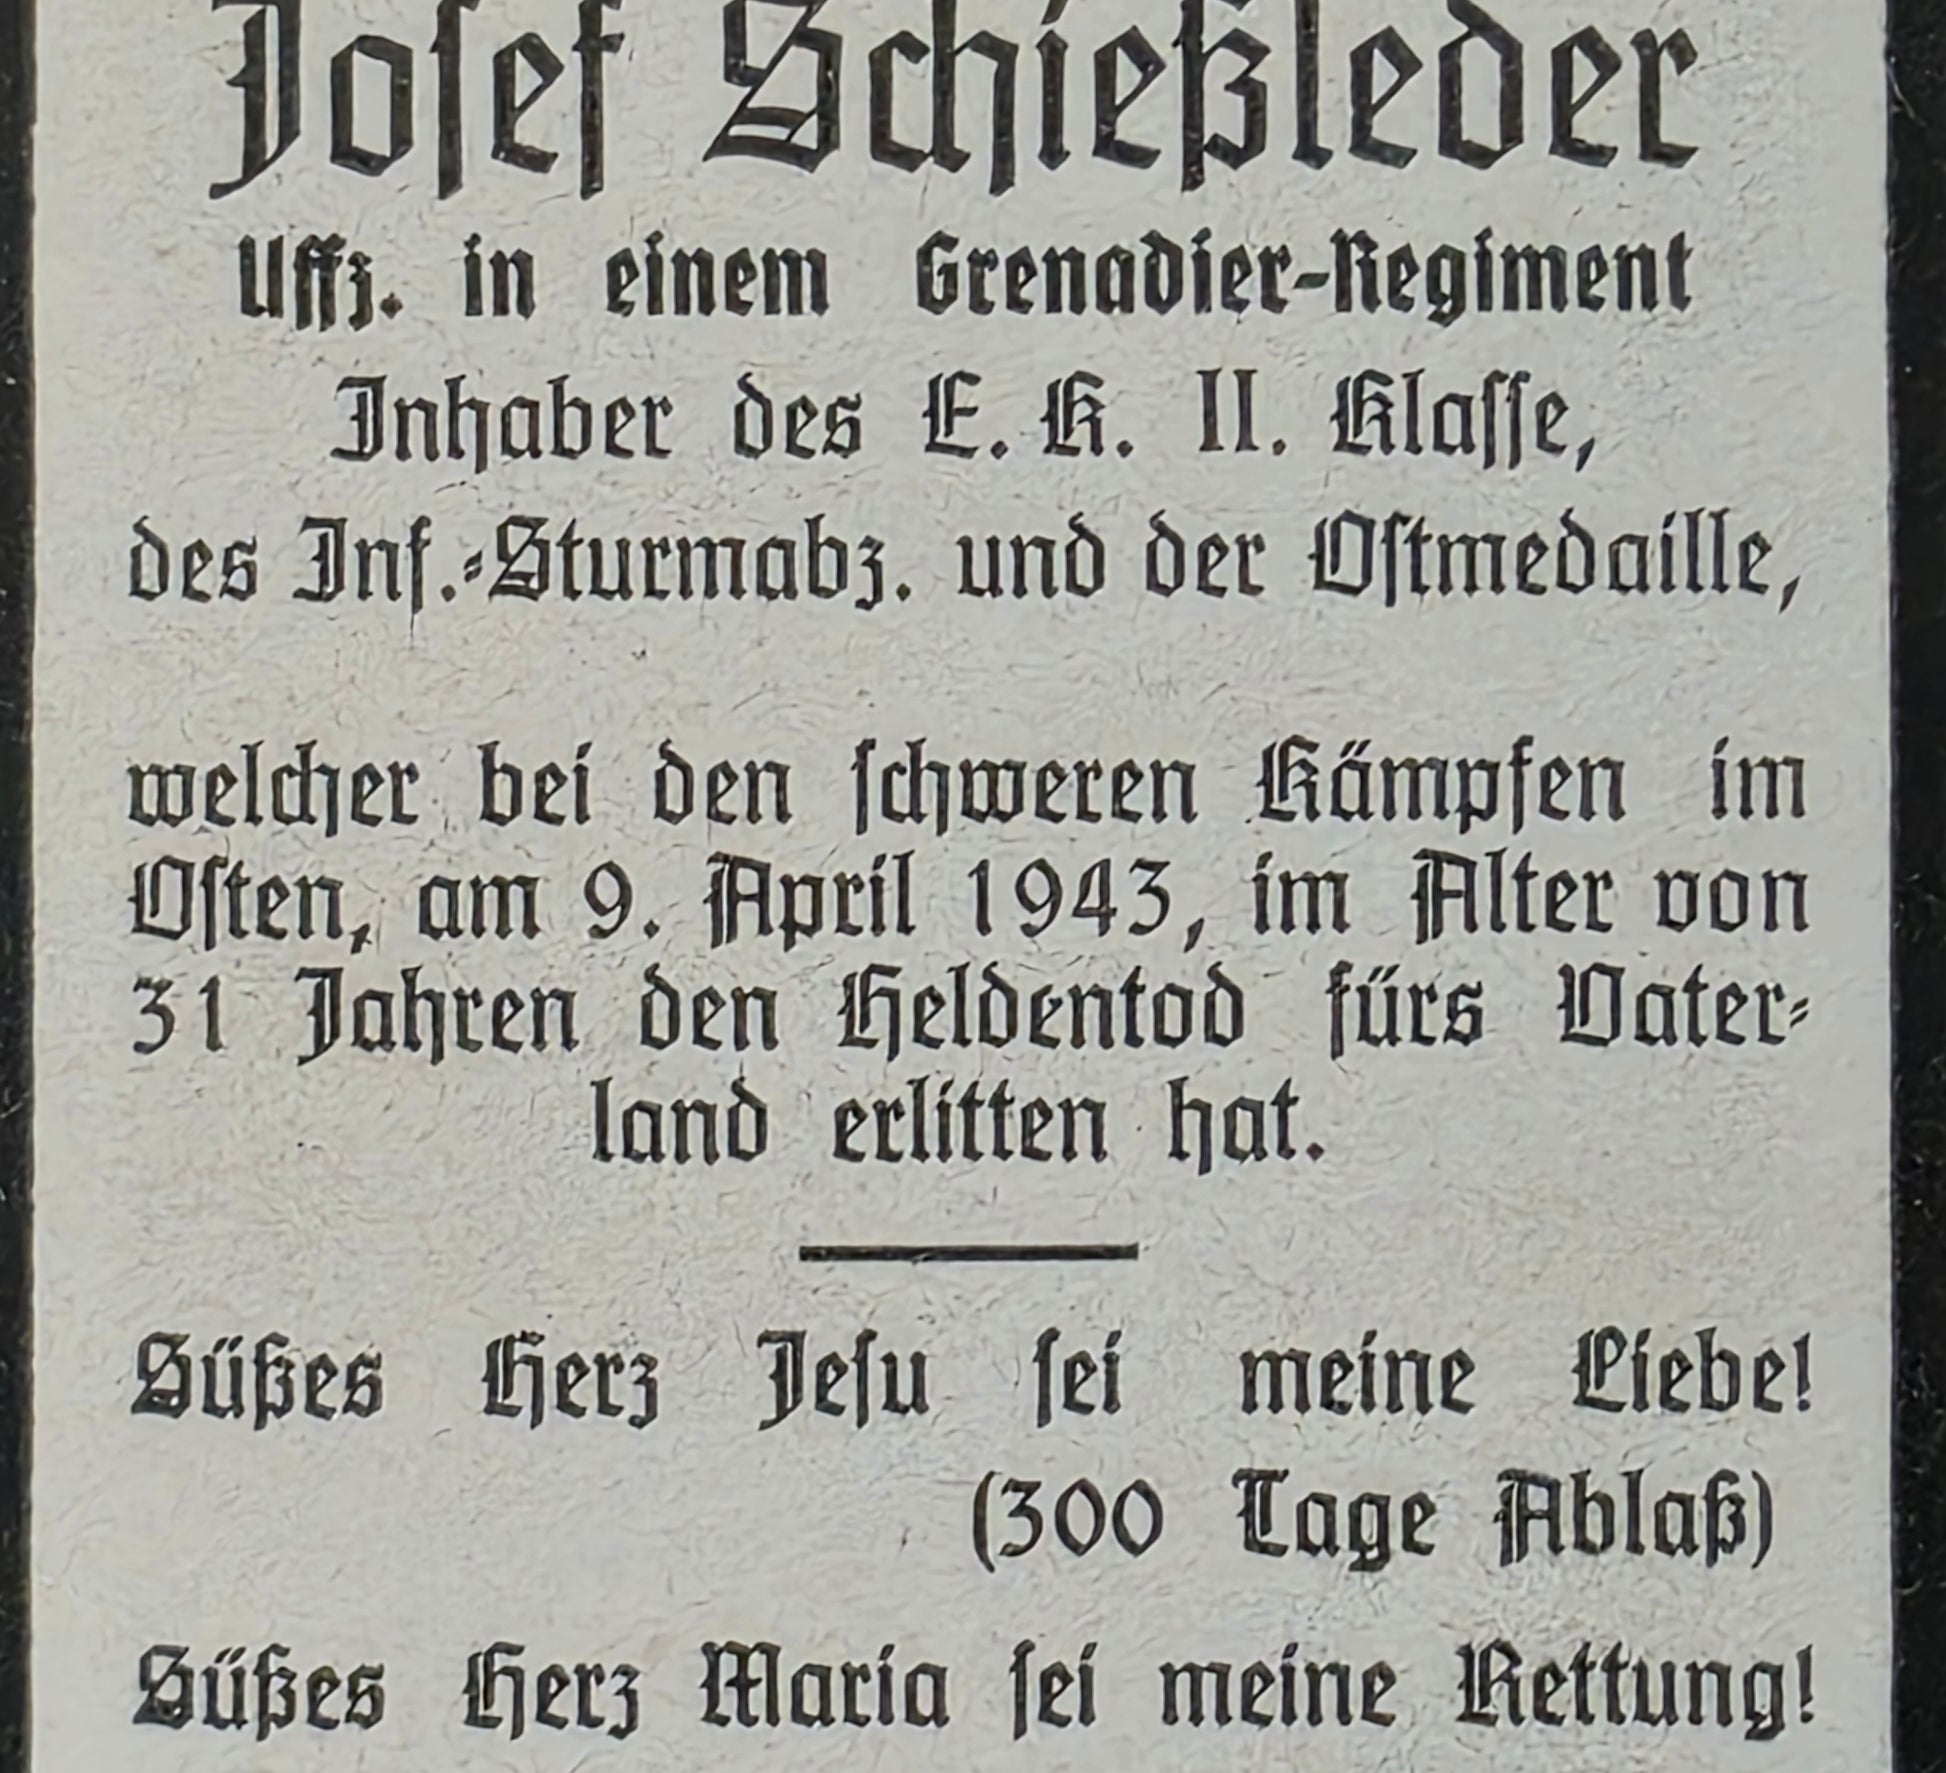 Josef Schießleder
Uffz. in einem Grenadier-Regiment
Inhaber des E. K. II. Klasse,
des Inf.-Sturmabz. und der Ostmedaille,
welcher bei den schweren Kämpfen im
Osten, am 9. April 1943, im Alter von
31 Jahren den Heldentod fürs Vater-
land erlitten hat.
Süßes Herz Jesu sei meine Liebe!
(300 Tage Ablaß)
Süßes Herz Maria sei meine Rettung!